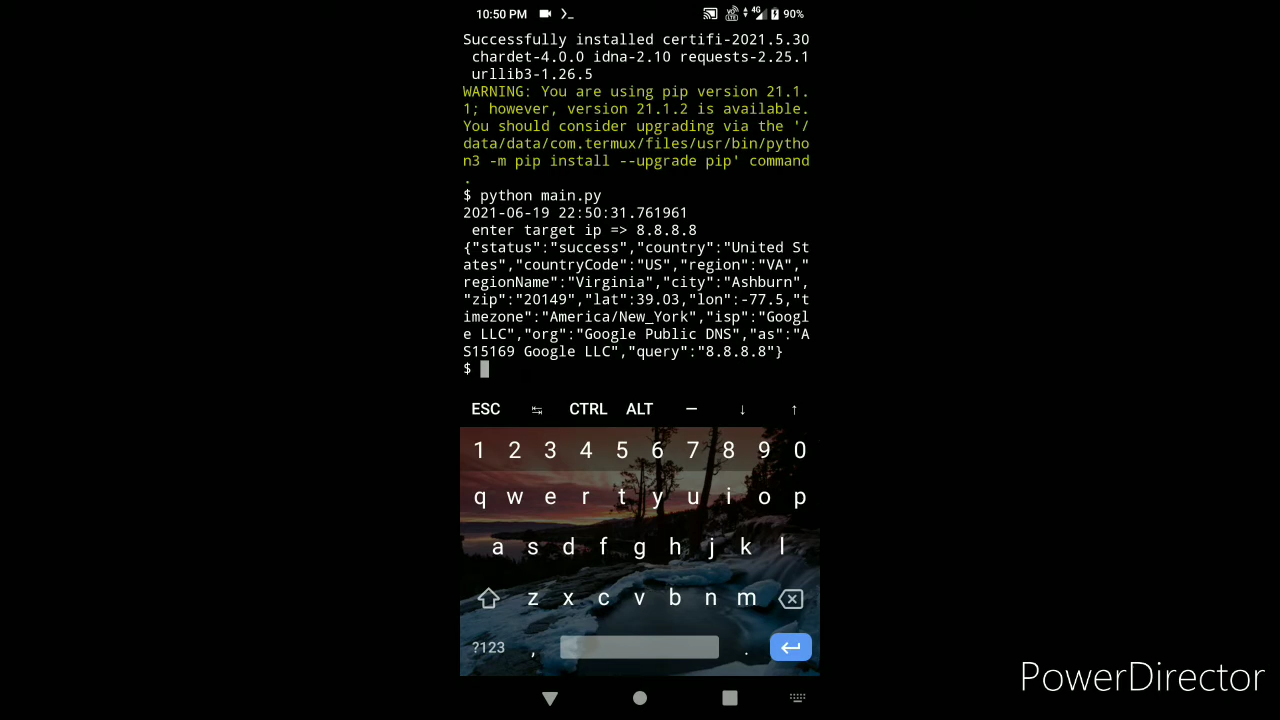 10:50 PM 4G 90%
Successfully installed certifi-2021.5.30
chardet-4.0.0 idna-2.10 requests-2.25.1
urllib3-1.26.5
WARNING: You are using pip version 21.1.
1; however, version 21.1.2 is available.
You should consider upgrading via the '/
data/data/com.termux/files/usr/bin/pytho
n3 -m pip install --upgrade pip' command
.
$ python main.py
2021-06-19 22:50:31.761961
enter target ip => 8.8.8.8
{"status":"success","country":"United St
ates","countryCode":"US","region":"VA","
regionName":"Virginia","city":"Ashburn",
"zip":"20149","lat":39.03,"lon":-77.5,"t
imezone":"America/New_York","isp":"Googl
e LLC","org":"Google Public DNS","as":"A
S15169 Google LLC","query":"8.8.8.8"}
$
ESC ↹ CTRL ALT — ↓ ↑
1 2 3 4 5 6 7 8 9 0
q w e r t y u i o p
a s d f g h j k l
z x c v b n m
?123 , .
PowerDirector